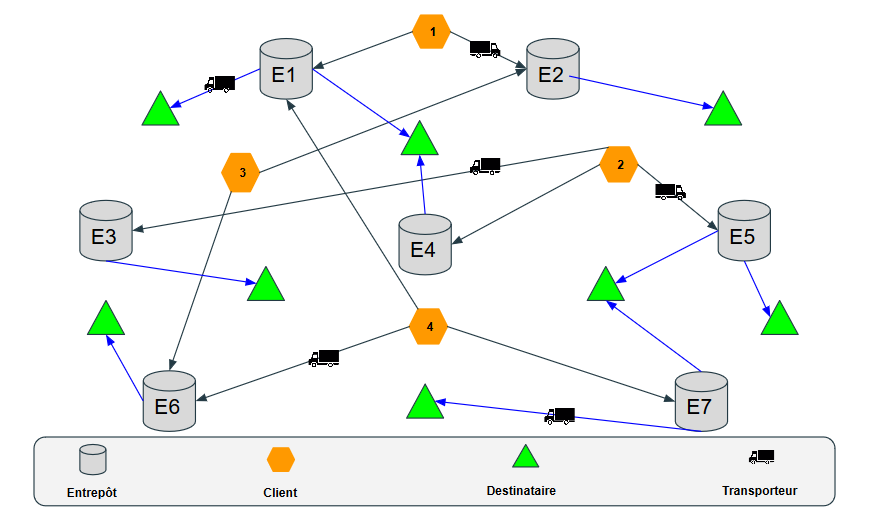 1
E1
E2
3
2
E3
E4
E5
4
E6
E7
Entrepôt
Client
Destinataire
Transporteur